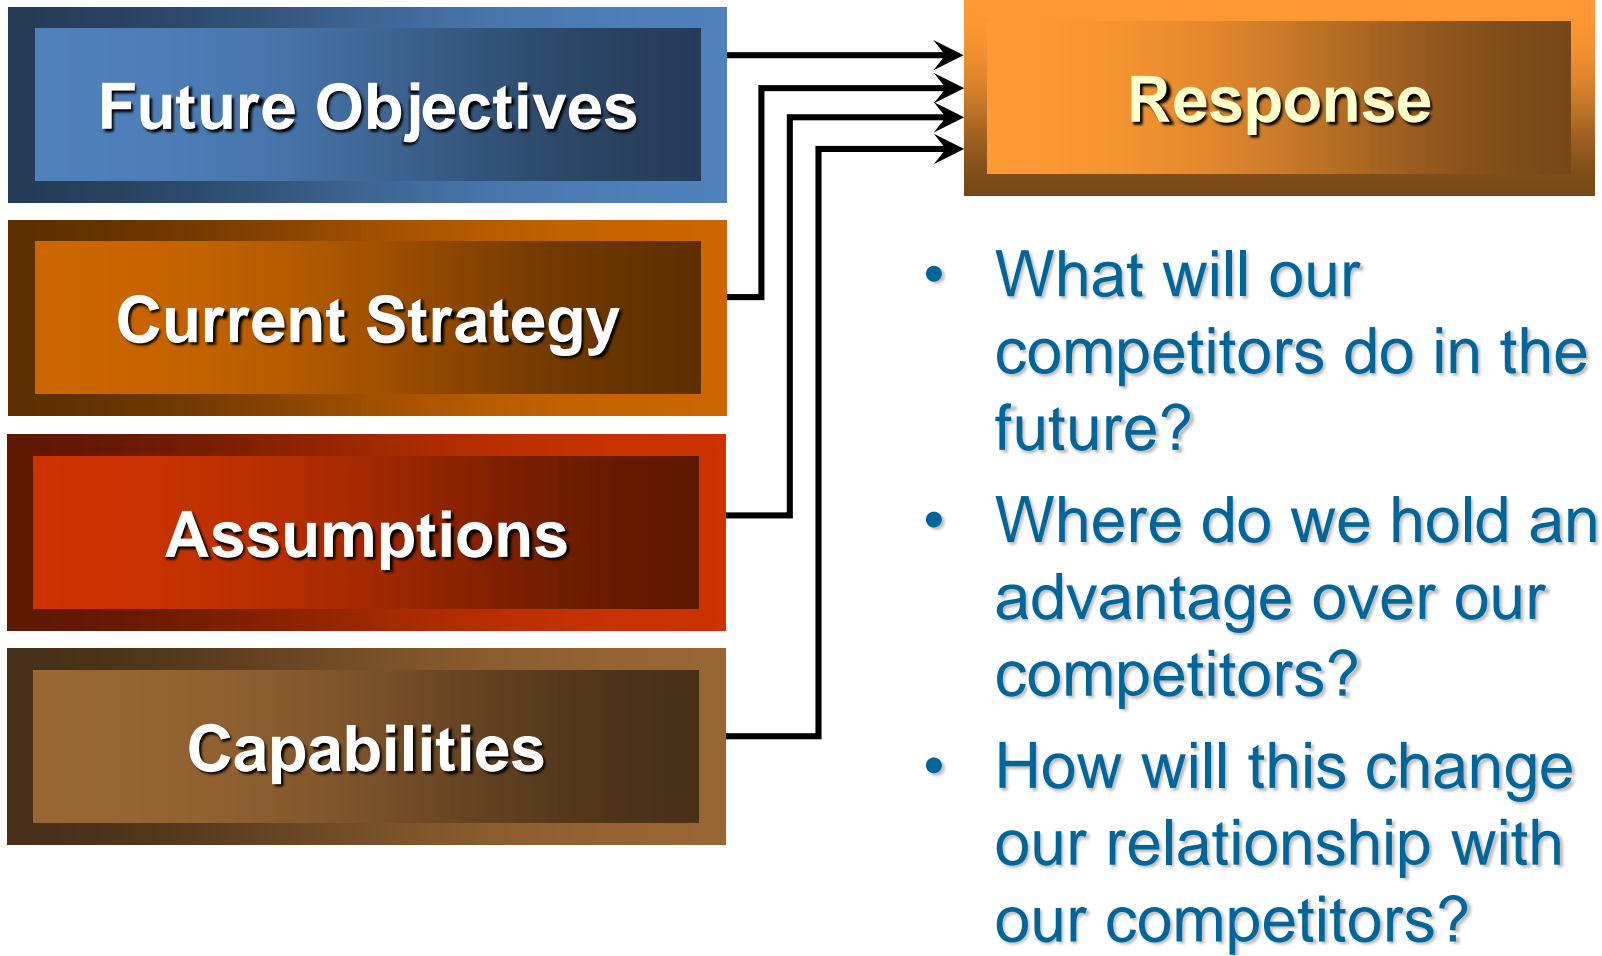 Future Objectives
Current Strategy
Assumptions
Capabilities
Response
• What will our
competitors do in the
future?
• Where do we hold an
advantage over our
competitors?
• How will this change
our relationship with
our competitors?